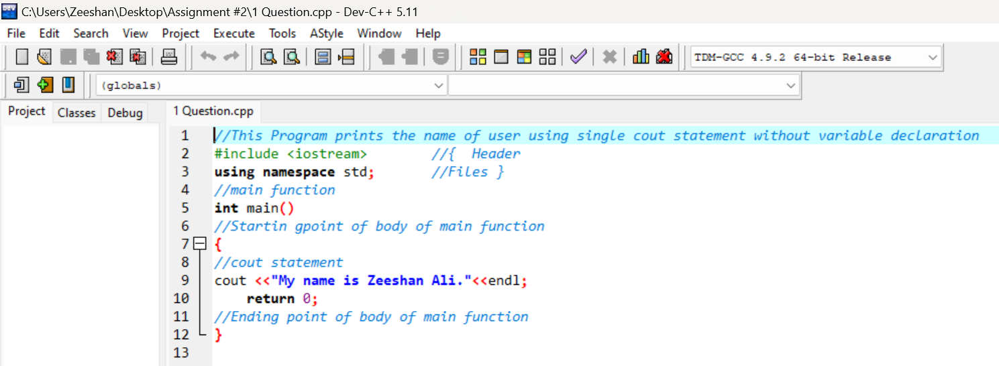 C:\Users\Zeeshan\Desktop\Assignment #2\1 Question.cpp - Dev-C++ 5.11
File Edit Search View Project Execute Tools AStyle Window Help
TDM-GCC 4.9.2 64-bit Release
(globals)
Project Classes Debug 1 Question.cpp
1 //This Program prints the name of user using single cout statement without variable declaration
2 #include <iostream> //{ Header
3 using namespace std; //Files }
4 //main function
5 int main()
6 //Startin gpoint of body of main function
7 {
8 //cout statement
9 cout <<"My name is Zeeshan Ali."<<endl;
10 return 0;
11 //Ending point of body of main function
12 }
13